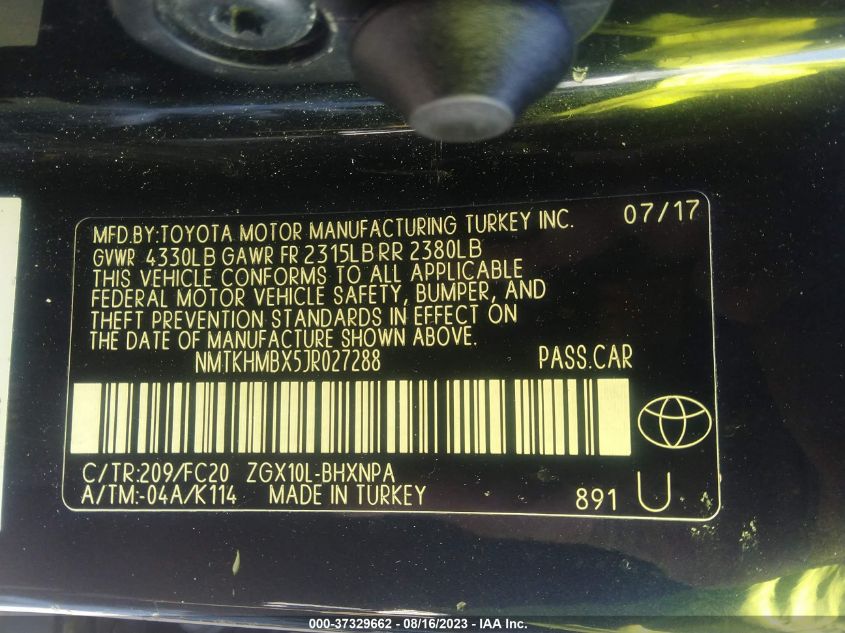 MFD.BY:TOYOTA MOTOR MANUFACTURING TURKEY INC. 07/17
GVWR 4330LB GAWR FR 2315LB RR 2380LB
THIS VEHICLE CONFORMS TO ALL APPLICABLE
FEDERAL MOTOR VEHICLE SAFETY, BUMPER, AND
THEFT PREVENTION STANDARDS IN EFFECT ON
THE DATE OF MANUFACTURE SHOWN ABOVE.
NMTKHMBX5JR027288 PASS.CAR
C/TR:209/FC20 ZGX10L-BHXNPA
A/TM:-04A/K114 MADE IN TURKEY 891 U
000-37329662 - 08/16/2023 - IAA Inc.